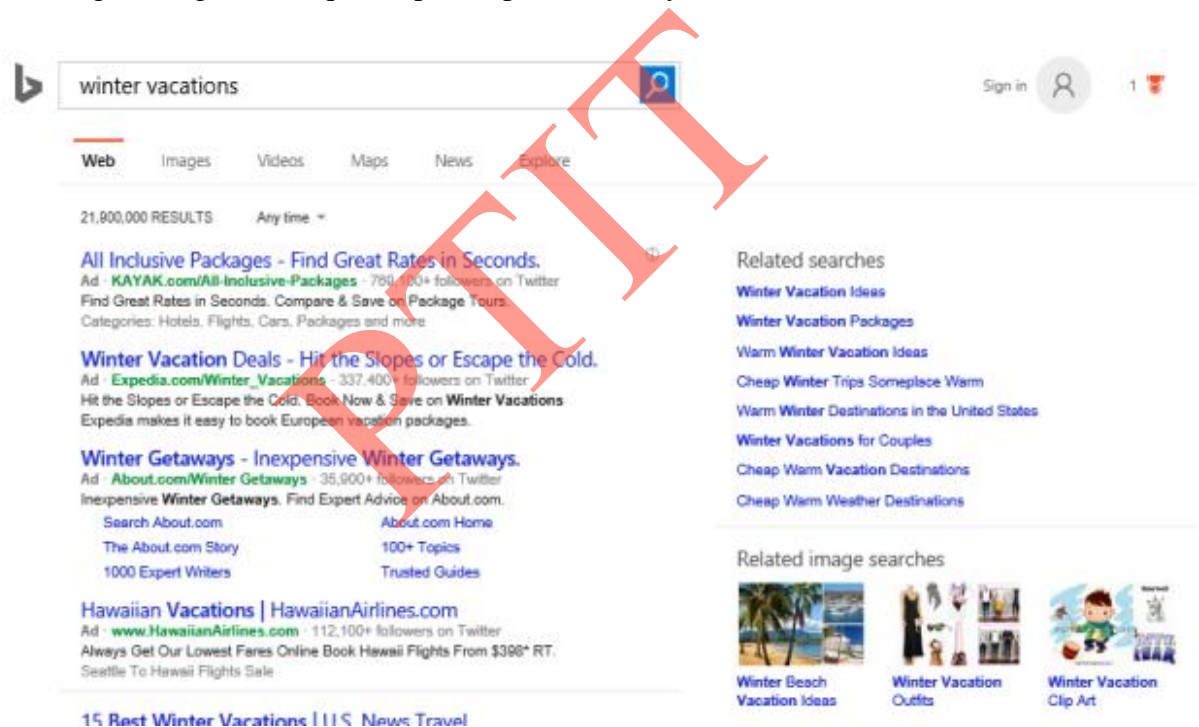 winter vacations
Sign in
1
Web Images Videos Maps News Explore
21,900,000 RESULTS Any time
All Inclusive Packages - Find Great Rates in Seconds.
Ad · KAYAK.com/All-Inclusive-Packages · 780,100+ followers on Twitter
Find Great Rates in Seconds. Compare & Save on Package Tours.
Categories: Hotels, Flights, Cars, Packages and more
Winter Vacation Deals - Hit the Slopes or Escape the Cold.
Ad · Expedia.com/Winter_Vacations · 337,400+ followers on Twitter
Hit the Slopes or Escape the Cold. Book Now & Save on Winter Vacations
Expedia makes it easy to book European vacation packages.
Winter Getaways - Inexpensive Winter Getaways.
Ad · About.com/Winter Getaways · 35,900+ followers on Twitter
Inexpensive Winter Getaways. Find Expert Advice on About.com.
Search About.com About.com Home
The About.com Story 100+ Topics
1000 Expert Writers Trusted Guides
Hawaiian Vacations | HawaiianAirlines.com
Ad · www.HawaiianAirlines.com · 112,100+ followers on Twitter
Always Get Our Lowest Fares Online Book Hawaii Flights From $398* RT.
Seattle To Hawaii Flights Sale
15 Best Winter Vacations | U.S. News Travel
Related searches
Winter Vacation Ideas
Winter Vacation Packages
Warm Winter Vacation Ideas
Cheap Winter Trips Someplace Warm
Warm Winter Destinations in the United States
Winter Vacations for Couples
Cheap Warm Vacation Destinations
Cheap Warm Weather Destinations
Related image searches
Winter Beach
Vacation Ideas
Winter Vacation
Outfits
Winter Vacation
Clip Art
PTIT